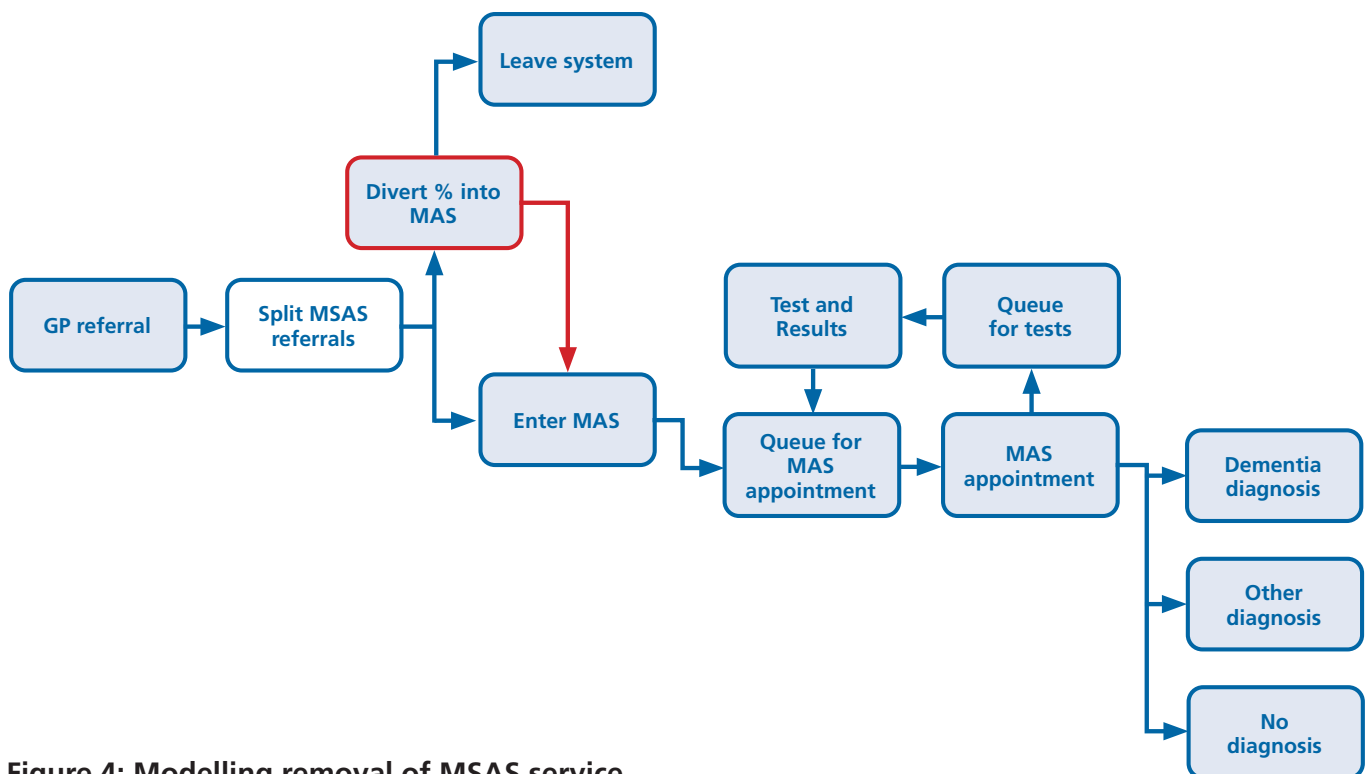 Leave system
Divert % into
MAS
GP referral
Split MSAS
referrals
Test and
Results
Queue
for tests
Enter MAS
Queue for
MAS
appointment
MAS
appointment
Dementia
diagnosis
Other
diagnosis
No
diagnosis
Figure 4: Modelling removal of MSAS service